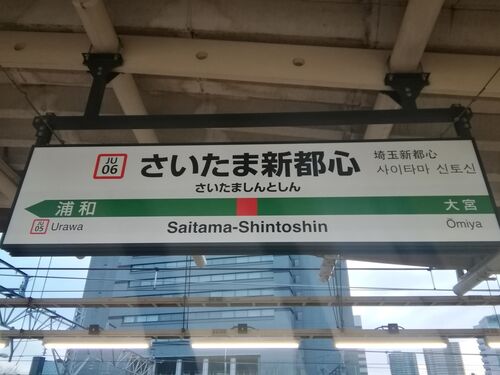 JU
06
さいたま新都心
埼玉新都心
사이타마 신토신
さいたましんとしん
浦和
大宮
JU
05
Urawa
Saitama-Shintoshin
Ōmiya